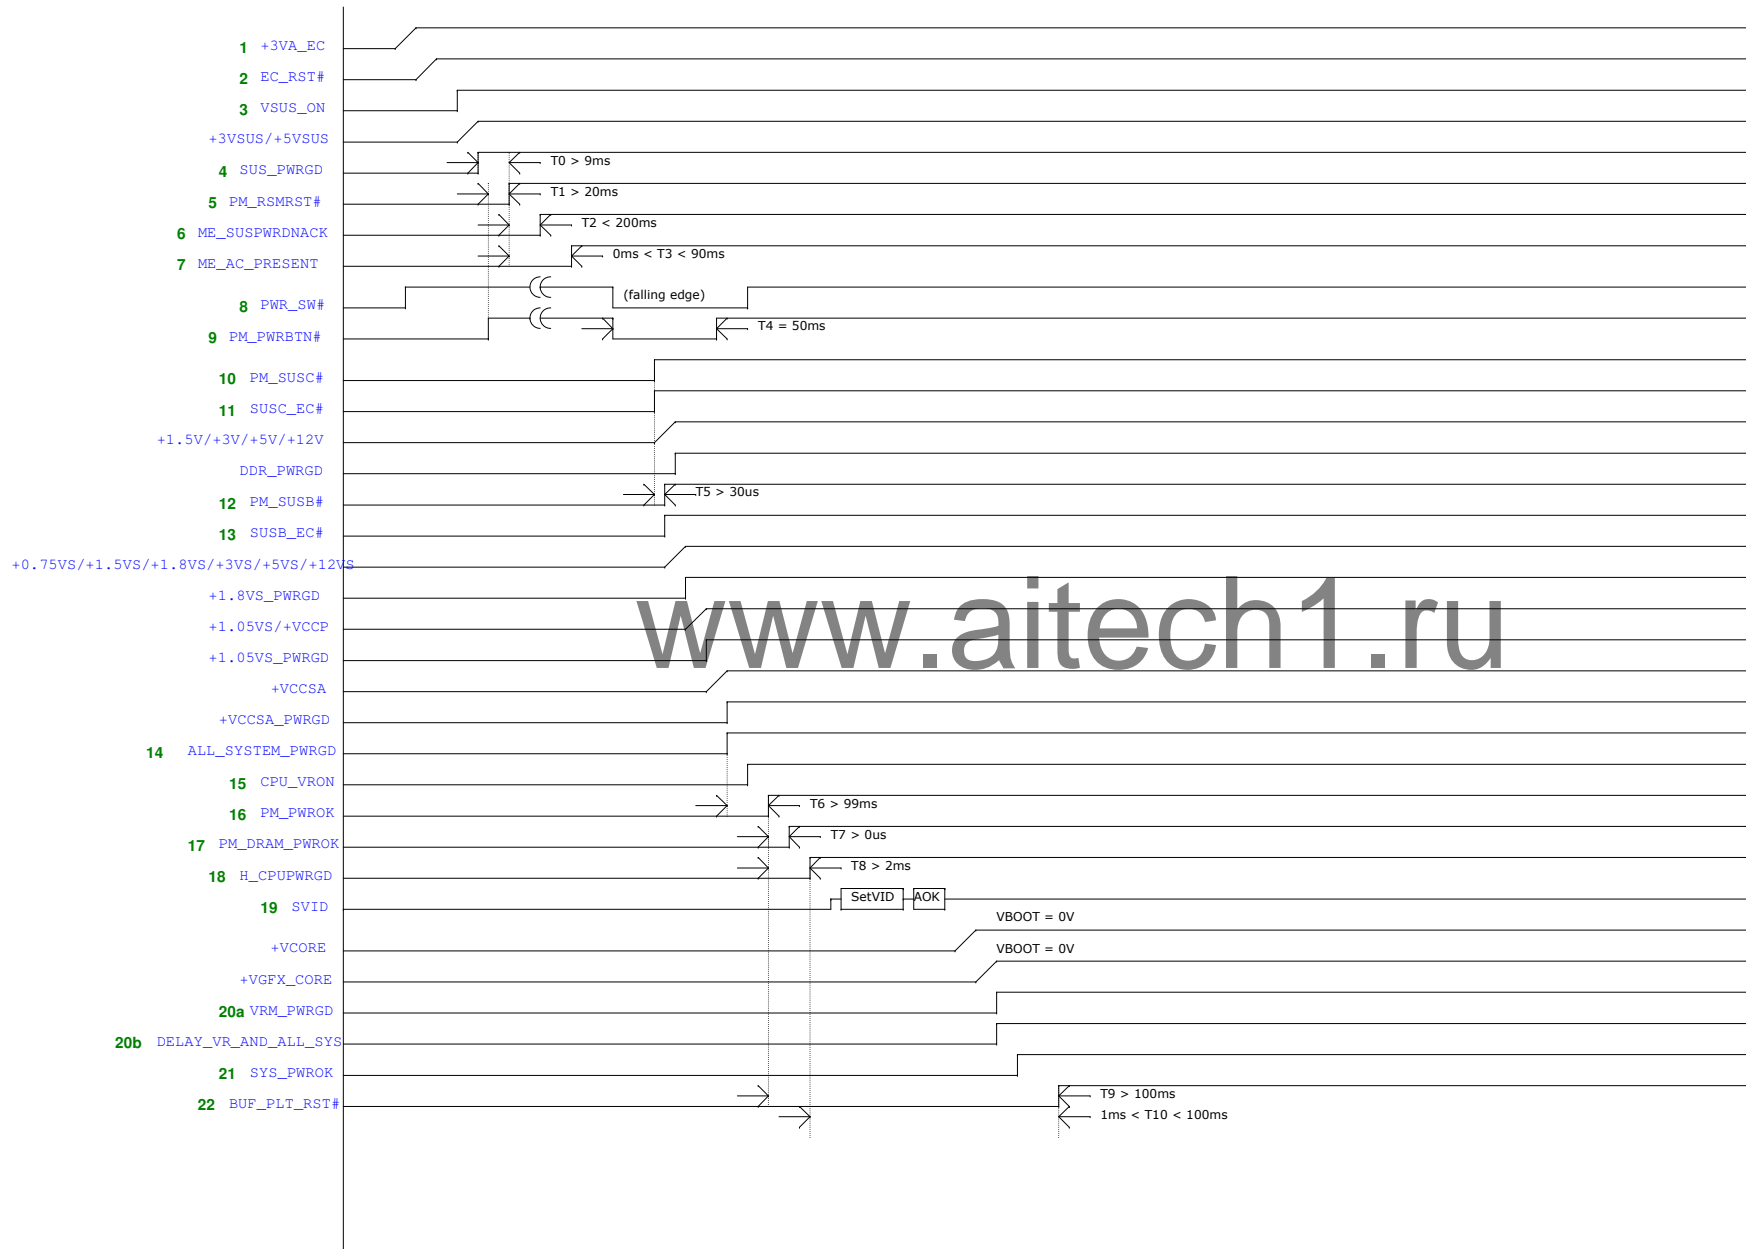 1 +3VA_EC
2 EC_RST#
3 VSUS_ON
+3VSUS/+5VSUS
4 SUS_PWRGD T0 > 9ms
5 PM_RSMRST# T1 > 20ms
6 ME_SUSPWRDNACK T2 < 200ms
7 ME_AC_PRESENT 0ms < T3 < 90ms
8 PWR_SW# (falling edge)
9 PM_PWRBTN# T4 = 50ms
10 PM_SUSC#
11 SUSC_EC#
+1.5V/+3V/+5V/+12V
DDR_PWRGD
12 PM_SUSB# T5 > 30us
13 SUSB_EC#
+0.75VS/+1.5VS/+1.8VS/+3VS/+5VS/+12VS
+1.8VS_PWRGD
+1.05VS/+VCCP
www.aitech1.ru
+1.05VS_PWRGD
+VCCSA
+VCCSA_PWRGD
14 ALL_SYSTEM_PWRGD
15 CPU_VRON
16 PM_PWROK T6 > 99ms
17 PM_DRAM_PWROK T7 > 0us
18 H_CPUPWRGD T8 > 2ms
19 SVID SetVID AOK
VBOOT = 0V
+VCORE VBOOT = 0V
+VGFX_CORE
20a VRM_PWRGD
20b DELAY_VR_AND_ALL_SYS
21 SYS_PWROK
22 BUF_PLT_RST# T9 > 100ms
1ms < T10 < 100ms